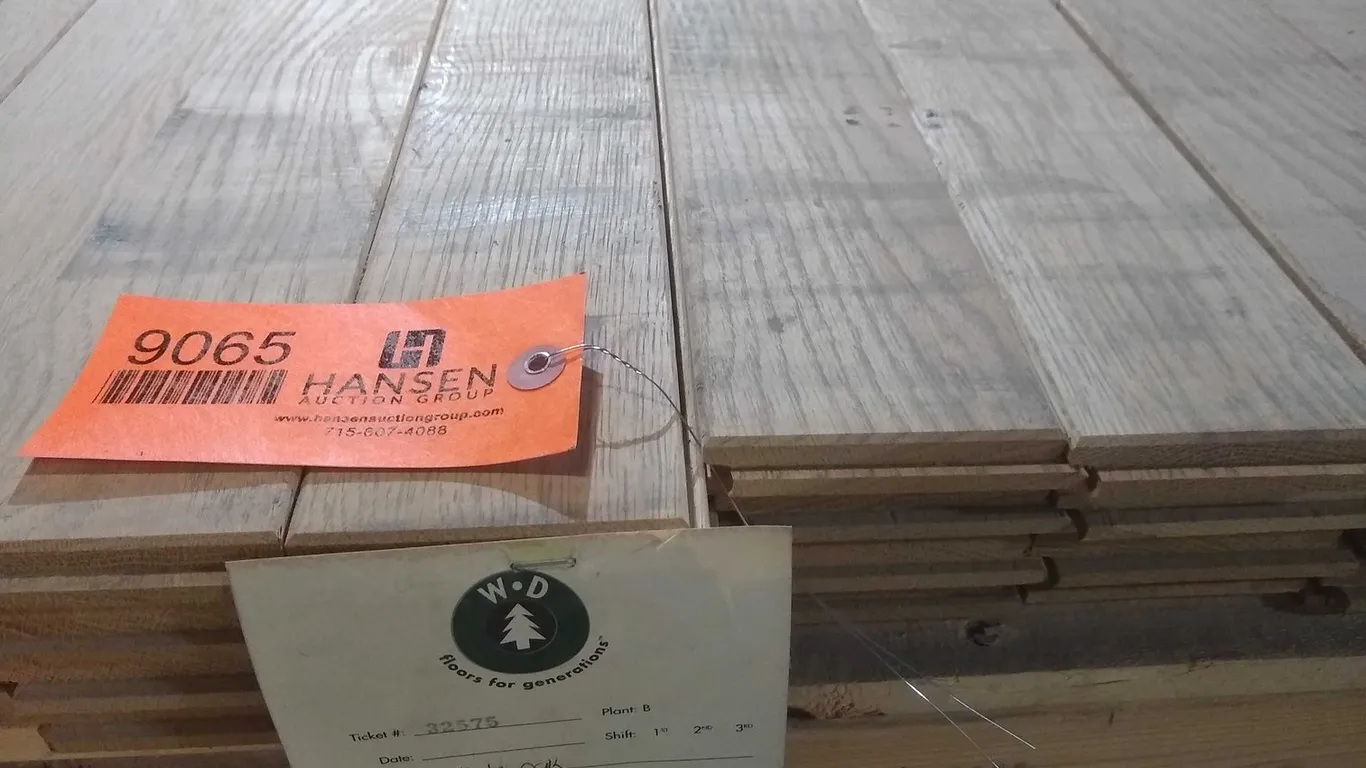 9065
HANSEN
AUCTION GROUP
www.hansenauctiongroup.com
715-607-4088
W•D
floors for generations®
Ticket #: 32575
Plant: B
Shift: 1ST 2ND 3RD
Date: